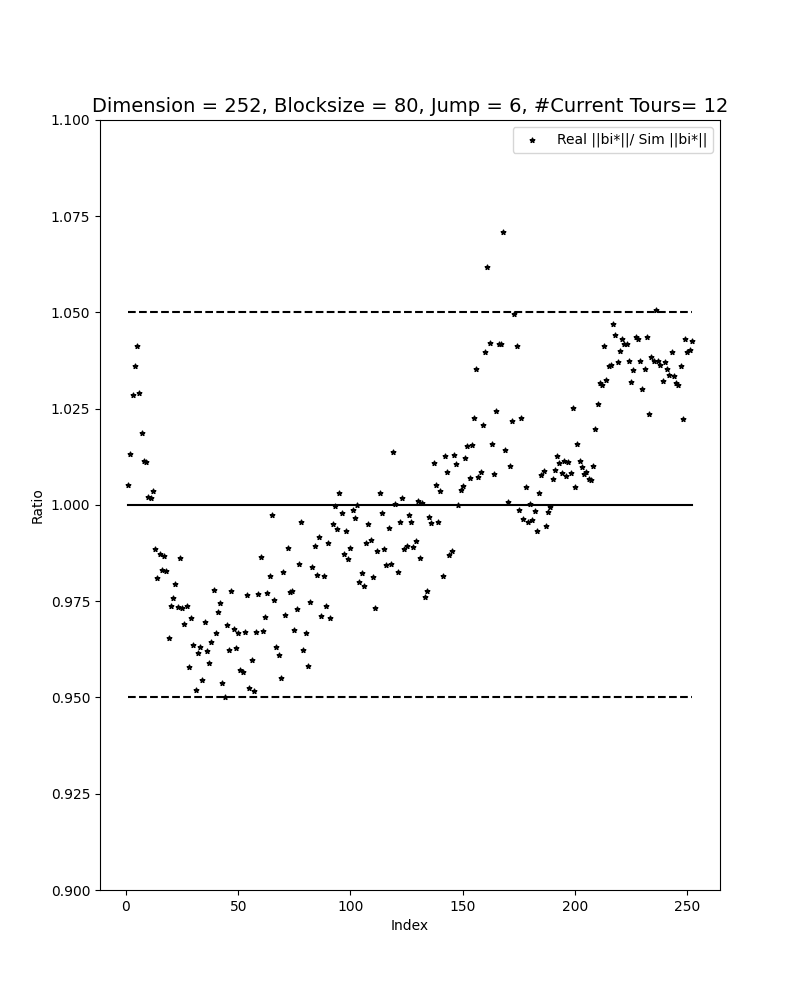 Dimension = 252, Blocksize = 80, Jump = 6, #Current Tours= 12
Real ||bi*||/ Sim ||bi*||
1.100
1.075
1.050
1.025
1.000
0.975
0.950
0.925
0.900
Ratio
0 50 100 150 200 250
Index